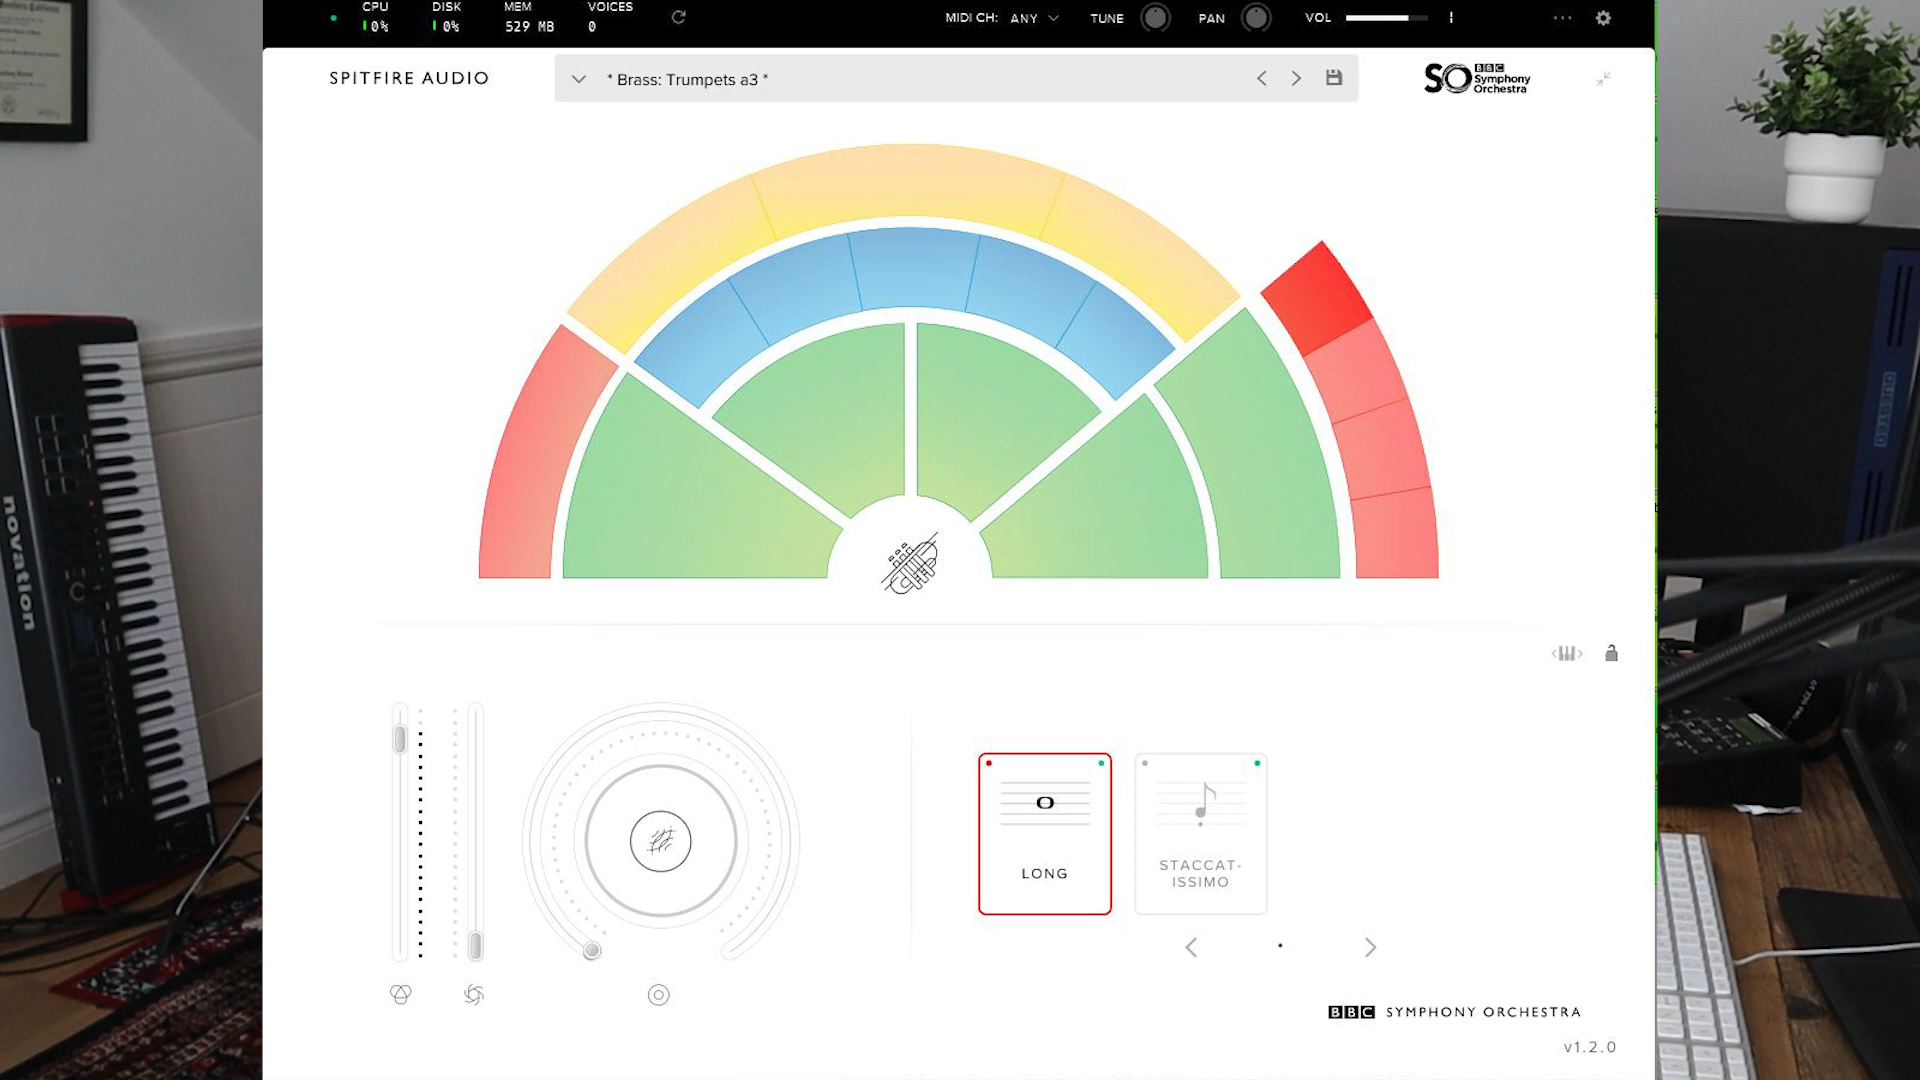 CPU DISK MEM VOICES
0% 0% 529 MB 0
MIDI CH: ANY TUNE PAN VOL
SPITFIRE AUDIO
* Brass: Trumpets a3 *
SO BBC
Symphony
Orchestra
novation
LONG
STACCAT-
ISSIMO
BBC SYMPHONY ORCHESTRA
v1.2.0